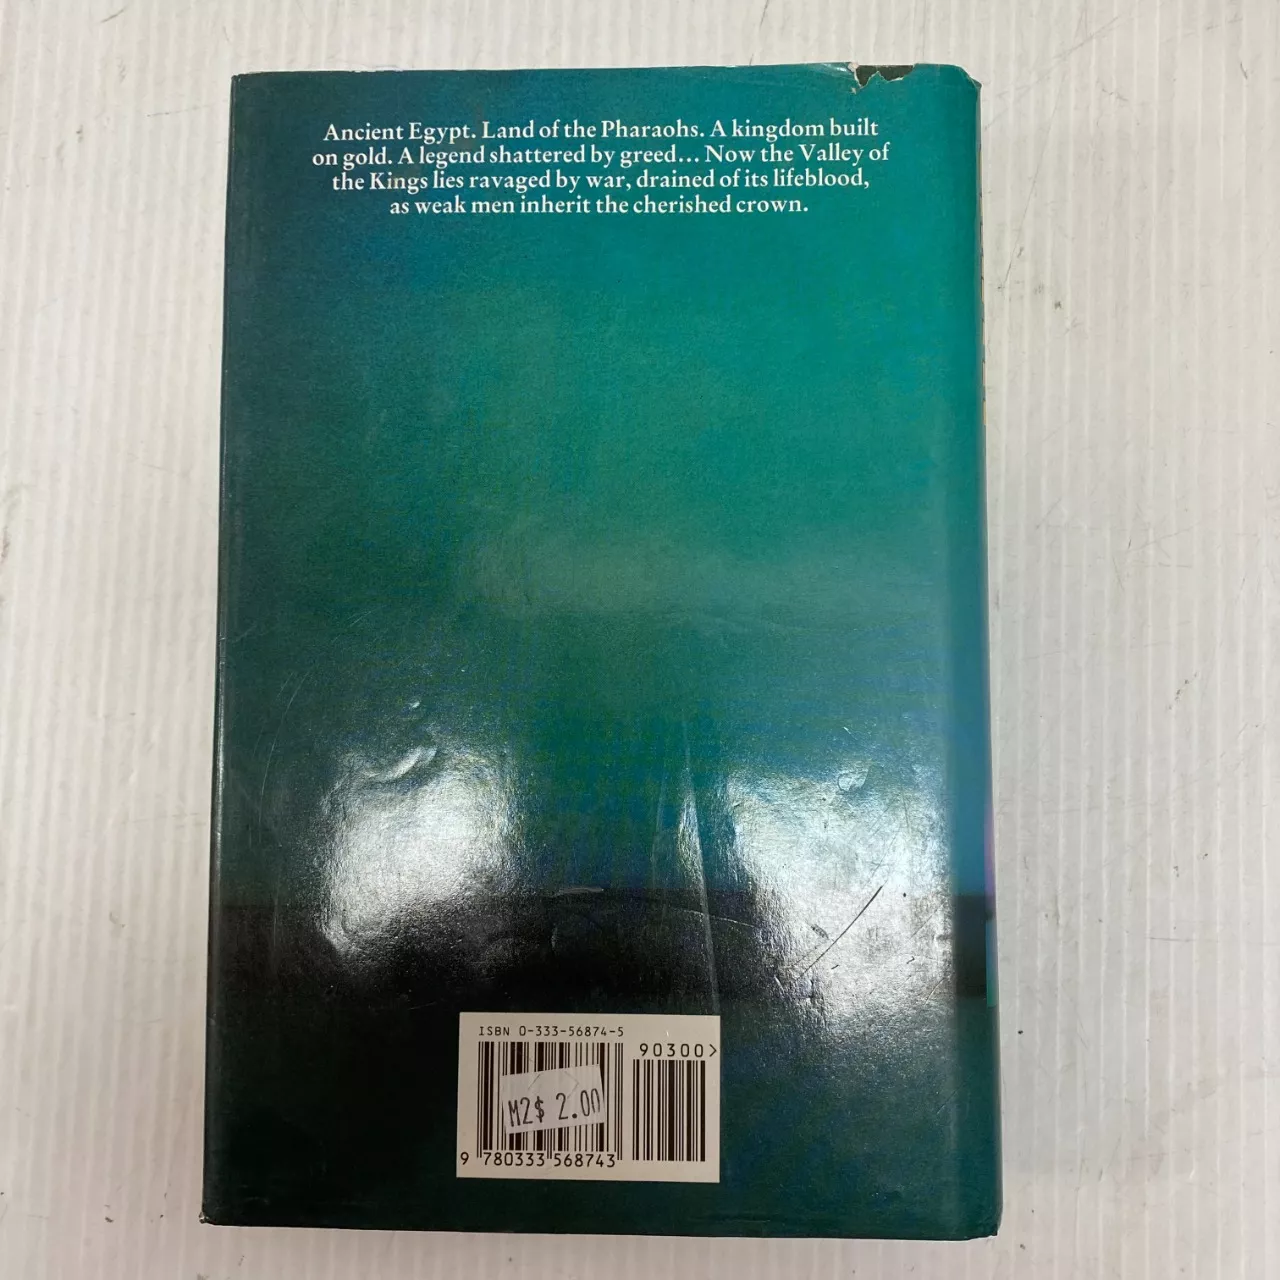 Ancient Egypt. Land of the Pharaohs. A kingdom built
on gold. A legend shattered by greed... Now the Valley of
the Kings lies ravaged by war, drained of its lifeblood,
as weak men inherit the cherished crown.
ISBN 0-333-56874-5
90300>
M2$ 2.00
9 780333 568743